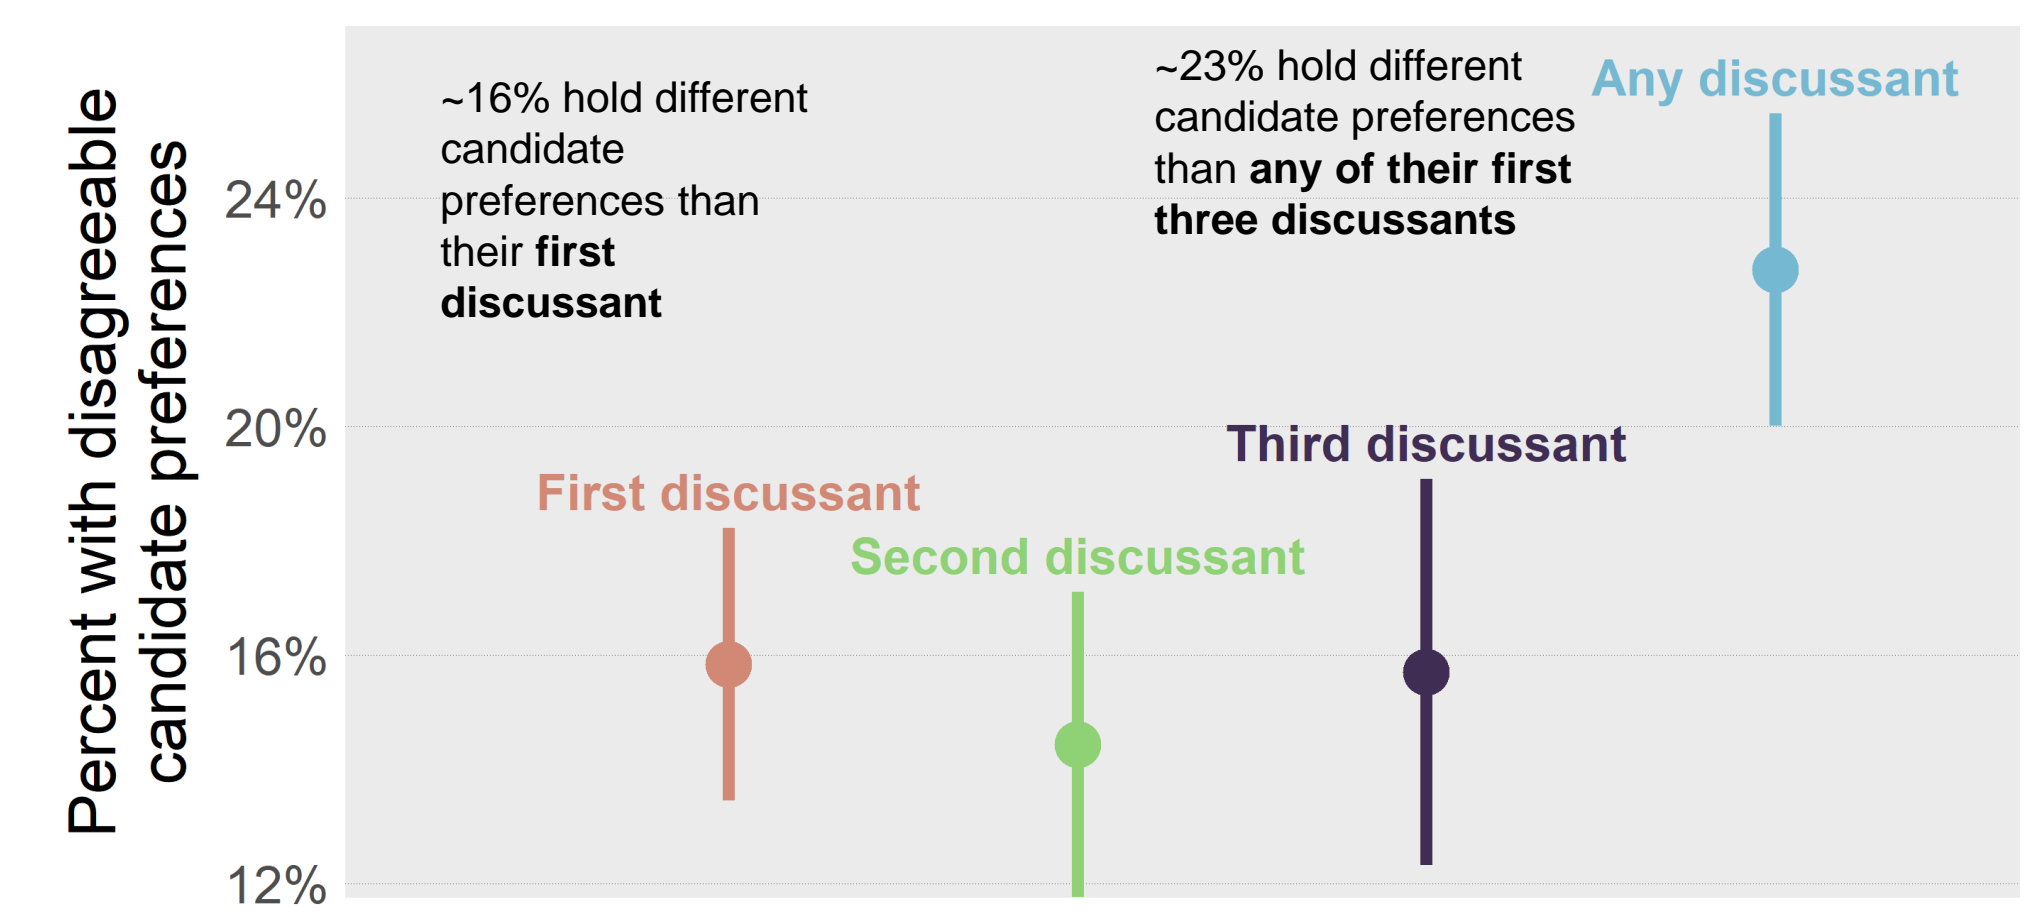 Percent with disagreeable
candidate preferences
24%
20%
16%
12%
~16% hold different
candidate
preferences than
their first
discussant
~23% hold different
candidate preferences
than any of their first
three discussants
Any discussant
Third discussant
First discussant
Second discussant